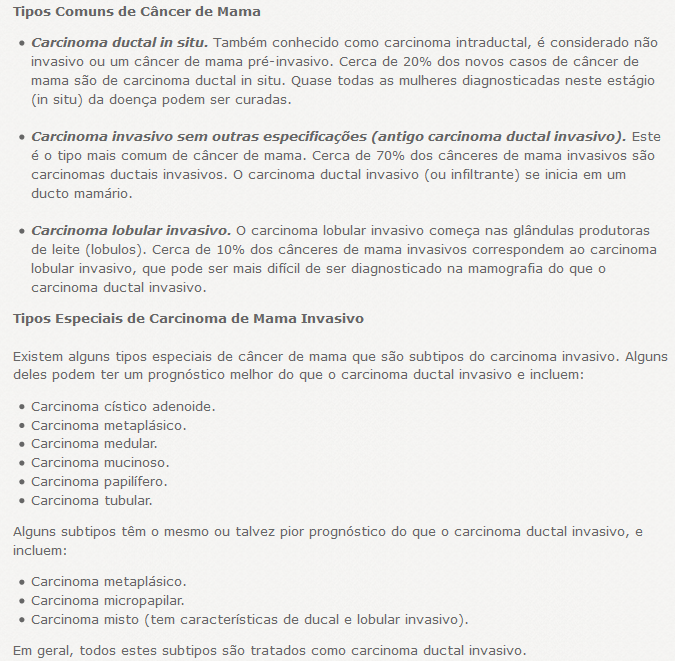 Tipos Comuns de Câncer de Mama
• Carcinoma ductal in situ. Também conhecido como carcinoma intraductal, é considerado não
invasivo ou um câncer de mama pré-invasivo. Cerca de 20% dos novos casos de câncer de
mama são de carcinoma ductal in situ. Quase todas as mulheres diagnosticadas neste estágio
(in situ) da doença podem ser curadas.
• Carcinoma invasivo sem outras especificações (antigo carcinoma ductal invasivo). Este
é o tipo mais comum de câncer de mama. Cerca de 70% dos cânceres de mama invasivos são
carcinomas ductais invasivos. O carcinoma ductal invasivo (ou infiltrante) se inicia em um
ducto mamário.
• Carcinoma lobular invasivo. O carcinoma lobular invasivo começa nas glândulas produtoras
de leite (lobulos). Cerca de 10% dos cânceres de mama invasivos correspondem ao carcinoma
lobular invasivo, que pode ser mais difícil de ser diagnosticado na mamografia do que o
carcinoma ductal invasivo.
Tipos Especiais de Carcinoma de Mama Invasivo
Existem alguns tipos especiais de câncer de mama que são subtipos do carcinoma invasivo. Alguns
deles podem ter um prognóstico melhor do que o carcinoma ductal invasivo e incluem:
• Carcinoma cístico adenoide.
• Carcinoma metaplásico.
• Carcinoma medular.
• Carcinoma mucinoso.
• Carcinoma papilífero.
• Carcinoma tubular.
Alguns subtipos têm o mesmo ou talvez pior prognóstico do que o carcinoma ductal invasivo, e
incluem:
• Carcinoma metaplásico.
• Carcinoma micropapilar.
• Carcinoma misto (tem características de ducal e lobular invasivo).
Em geral, todos estes subtipos são tratados como carcinoma ductal invasivo.